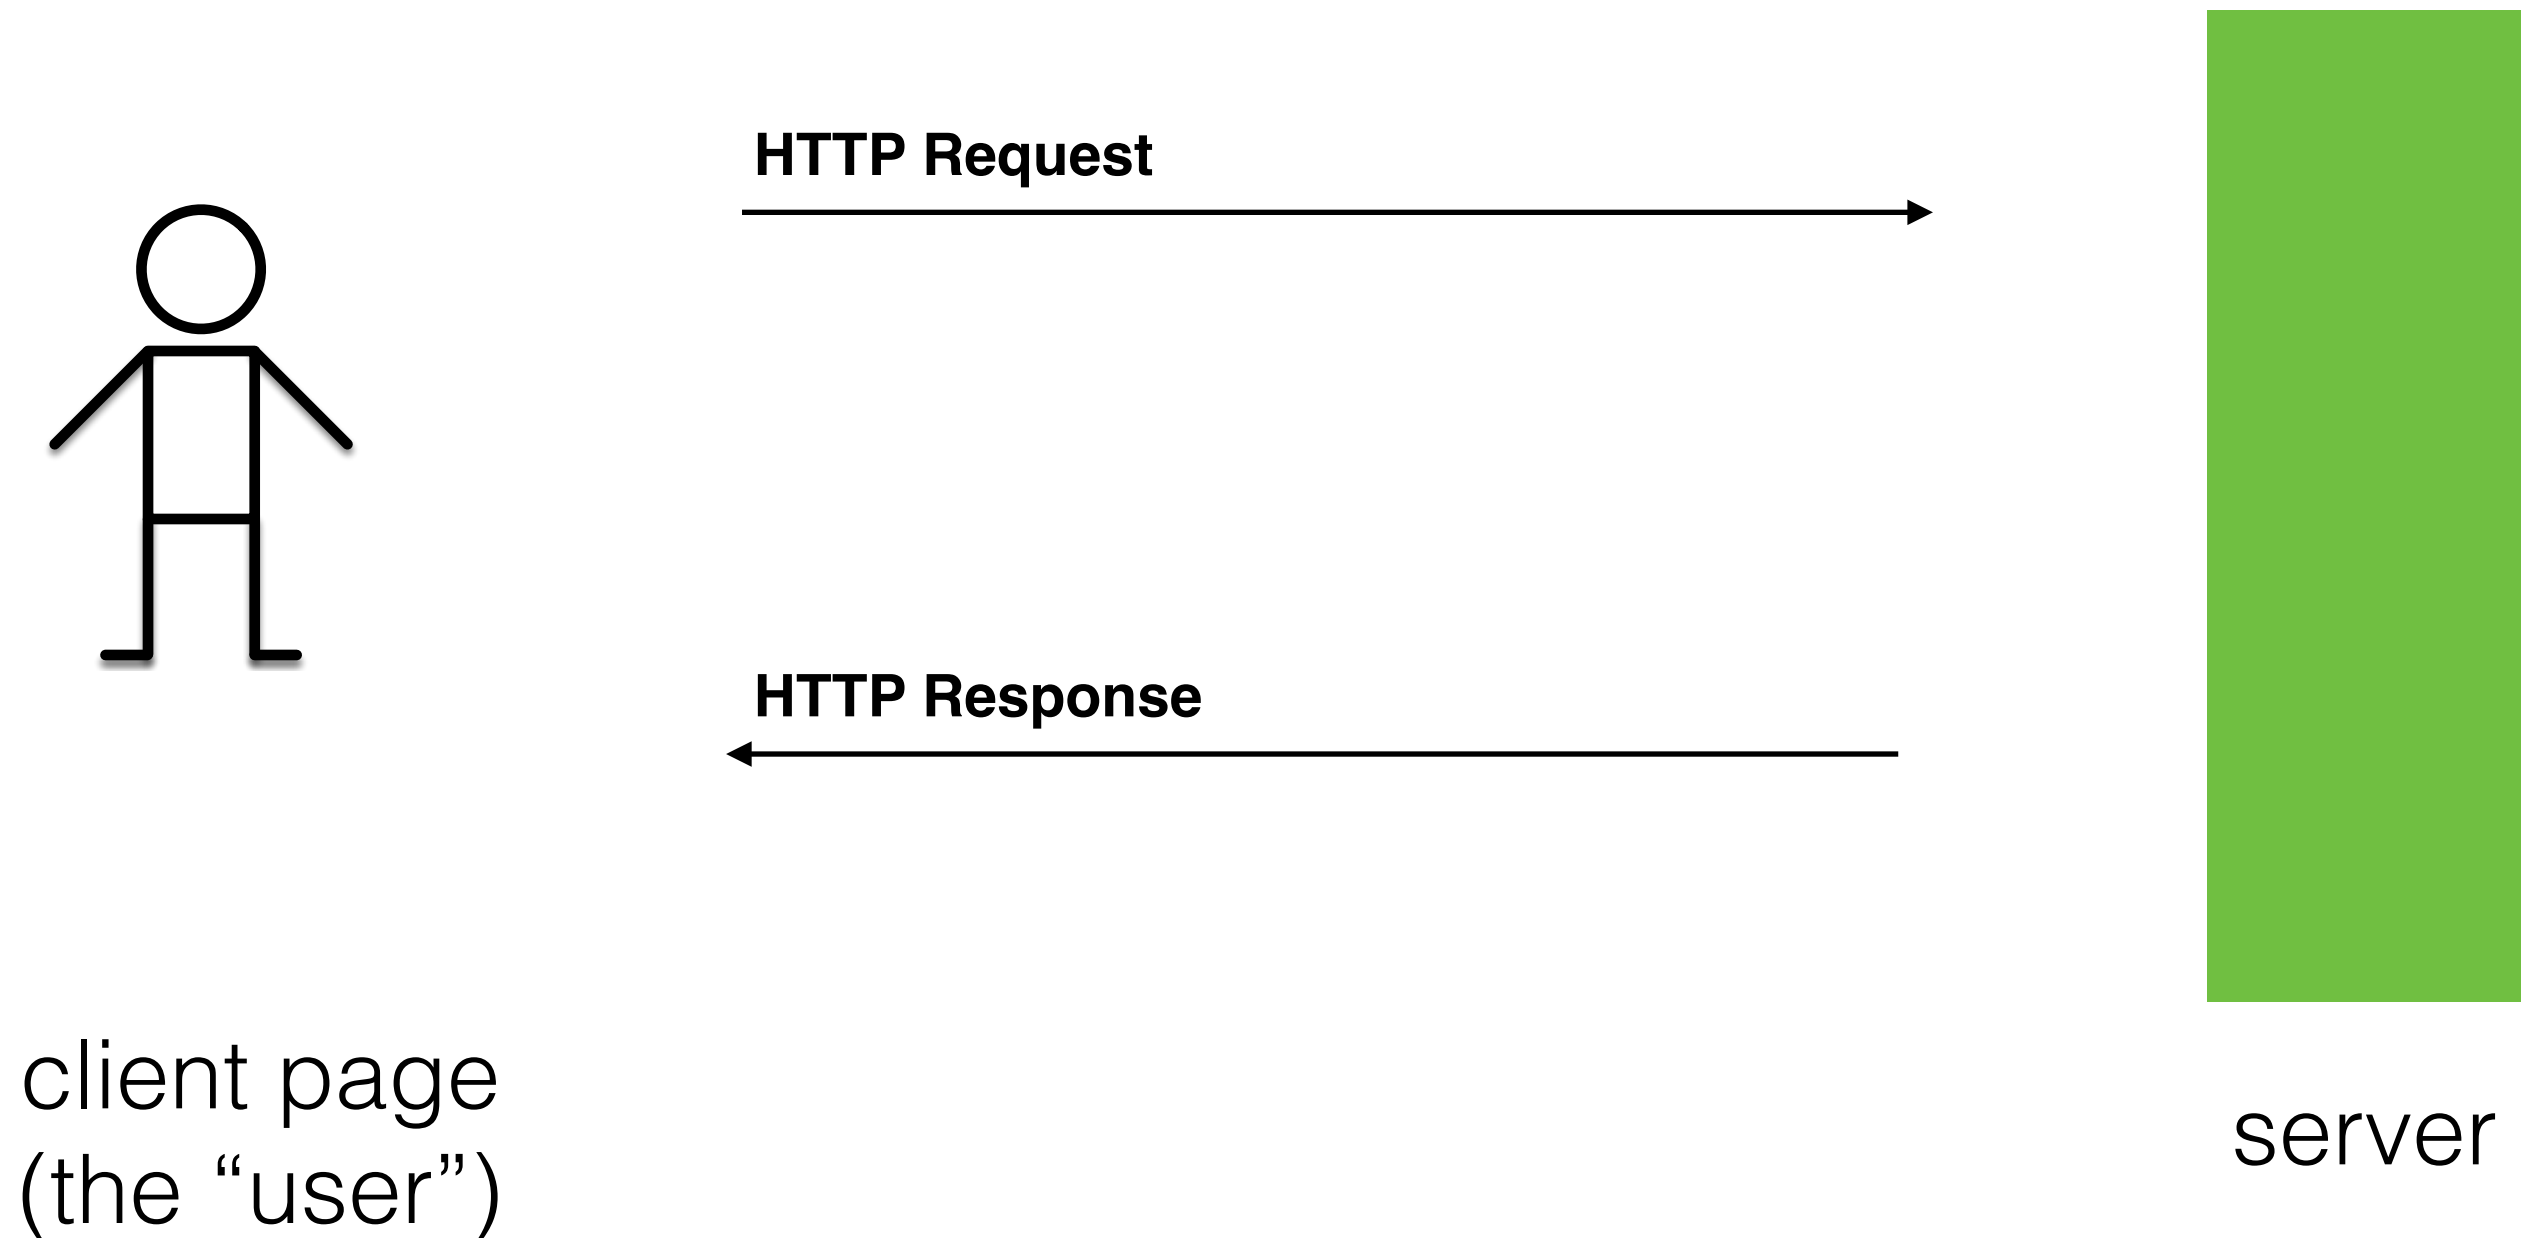 HTTP Request
HTTP Response
client page
(the “user”)
server